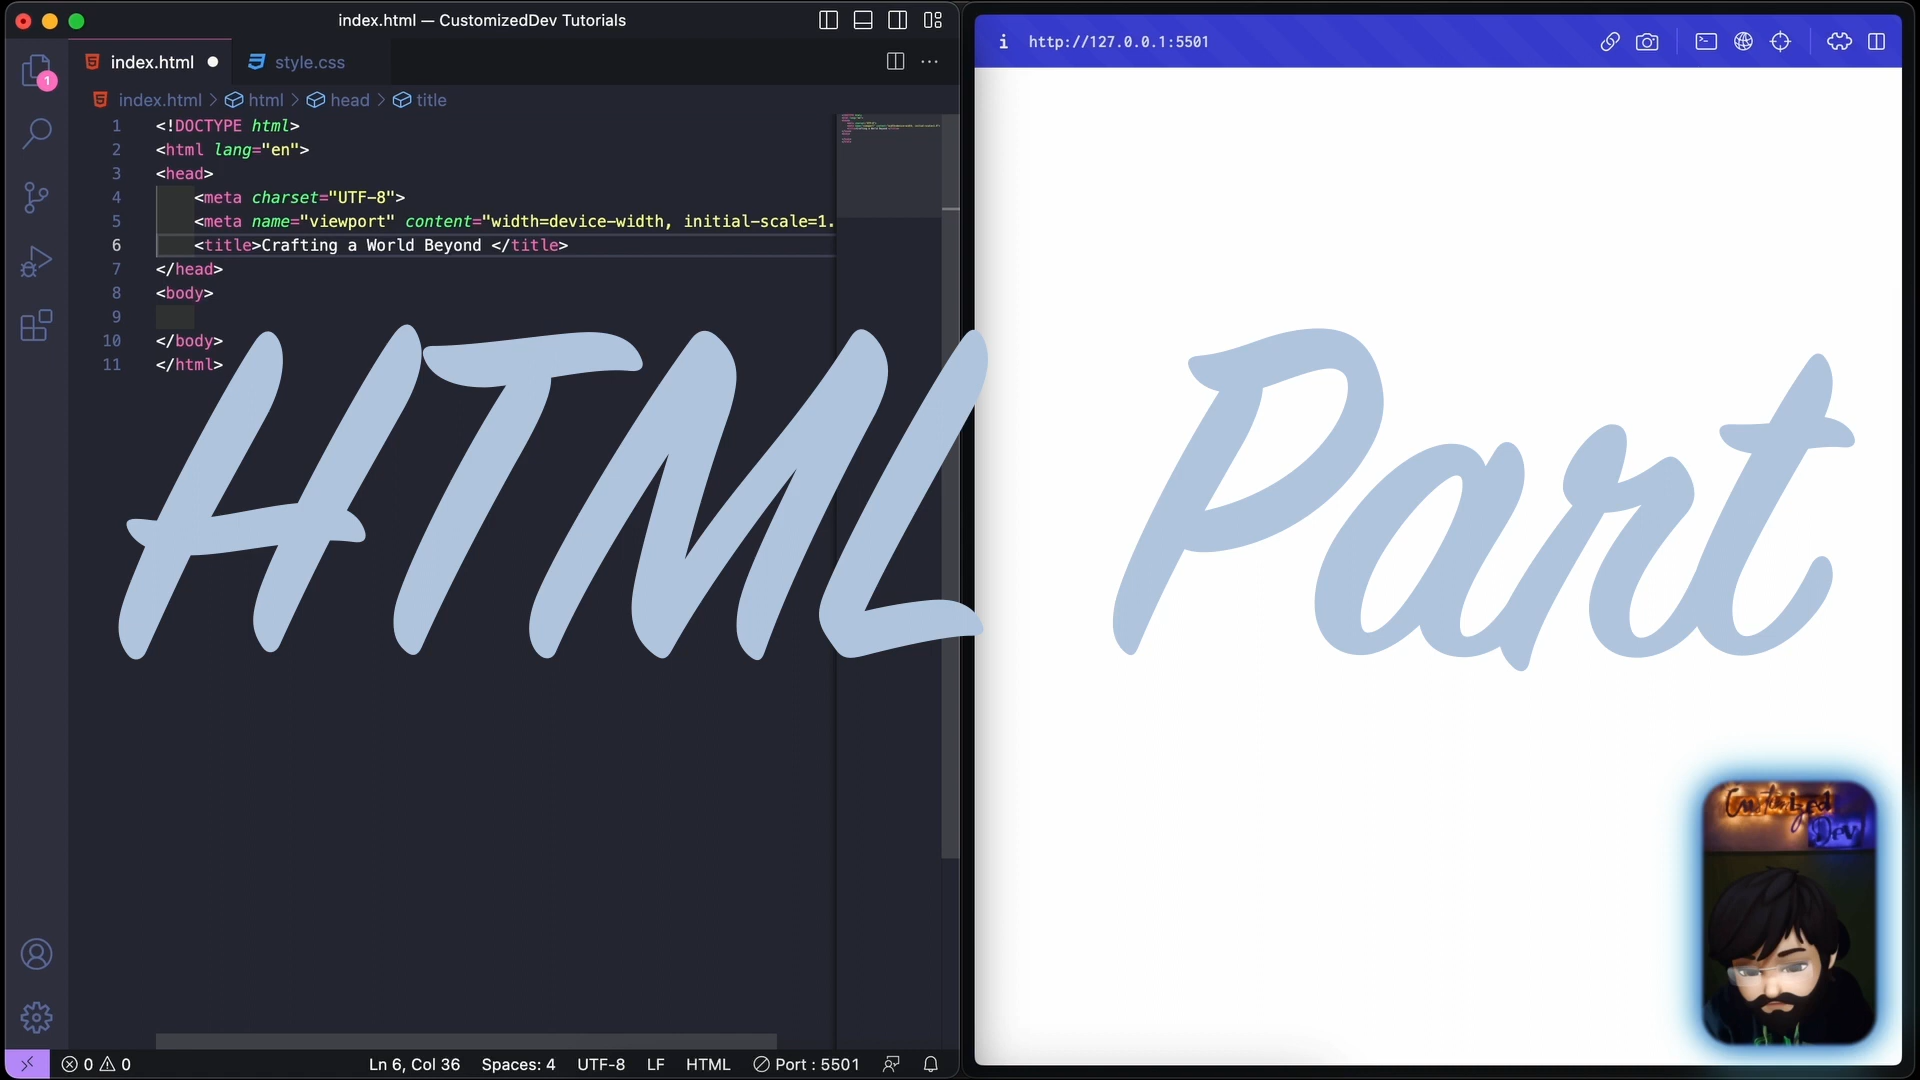 index.html — CustomizedDev Tutorials
index.html
style.css
1
index.html > html > head > title
1 <!DOCTYPE html>
2 <html lang="en">
3 <head>
4 <meta charset="UTF-8">
5 <meta name="viewport" content="width=device-width, initial-scale=1.
6 <title>Crafting a World Beyond </title>
7 </head>
8 <body>
9
10 </body>
11 </html>
HTML Part
http://127.0.0.1:5501
Customized
Dev
0 0 Ln 6, Col 36 Spaces: 4 UTF-8 LF HTML Port : 5501